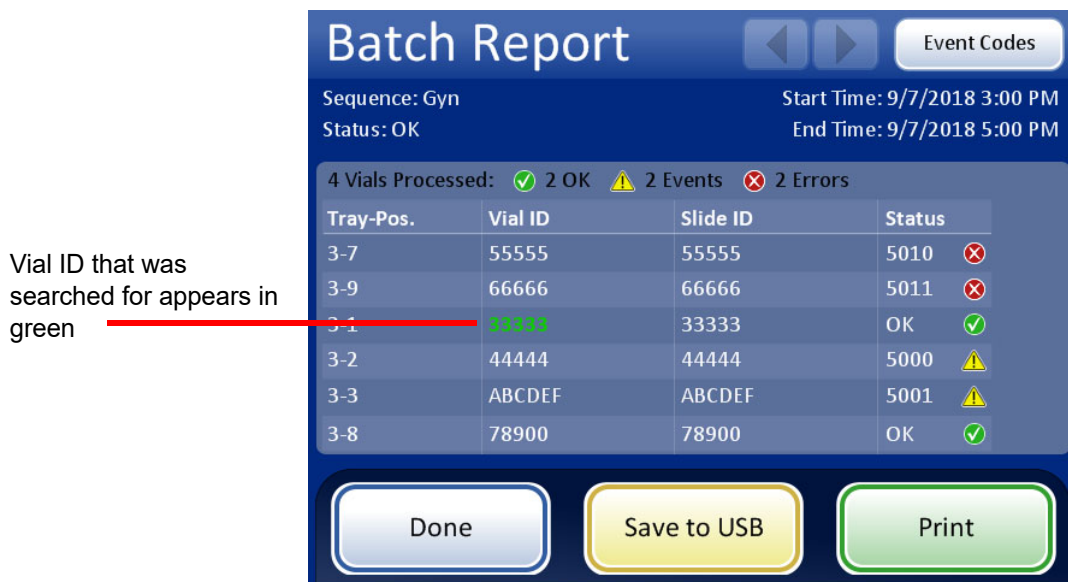 Batch Report
Event Codes
Sequence: Gyn
Start Time: 9/7/2018 3:00 PM
Status: OK
End Time: 9/7/2018 5:00 PM
4 Vials Processed: 2 OK 2 Events 2 Errors
Tray-Pos. Vial ID Slide ID Status
3-7 55555 55555 5010
3-9 66666 66666 5011
3-1 33333 33333 OK
3-2 44444 44444 5000
3-3 ABCDEF ABCDEF 5001
3-8 78900 78900 OK
Vial ID that was
searched for appears in
green
Done
Save to USB
Print